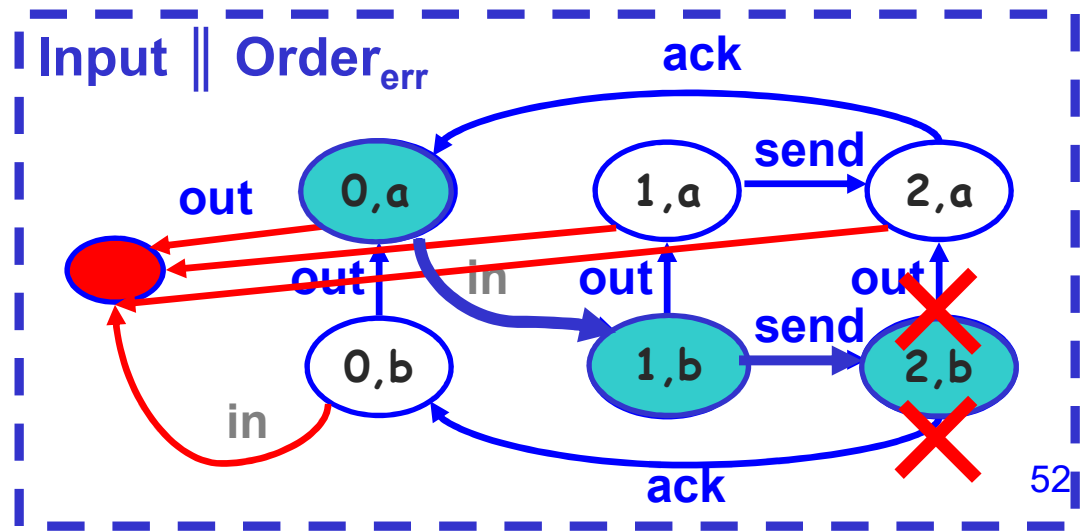 Input || Order_err
ack
send
out
0,a
1,a
2,a
out
in
out
out
send
0,b
1,b
2,b
in
ack
52